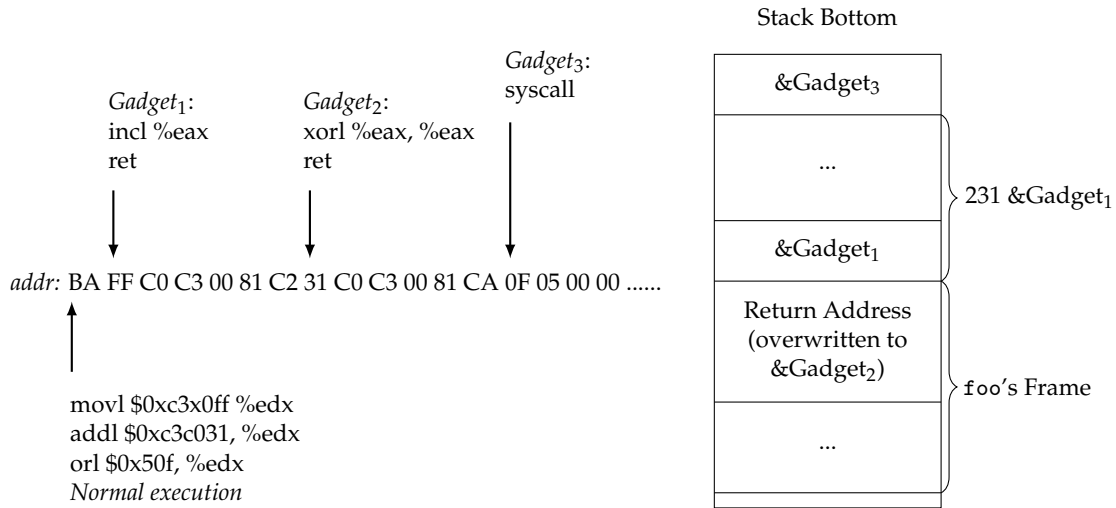 Stack Bottom
Gadget₃:
syscall
Gadget₁:
incl %eax
ret
Gadget₂:
xorl %eax, %eax
ret
addr: BA FF C0 C3 00 81 C2 31 C0 C3 00 81 CA 0F 05 00 00 ......
movl $0xc3x0ff %edx
addl $0xc3c031, %edx
orl $0x50f, %edx
Normal execution
&Gadget₃
...
&Gadget₁
231 &Gadget₁
Return Address
(overwritten to
&Gadget₂)
...
foo's Frame